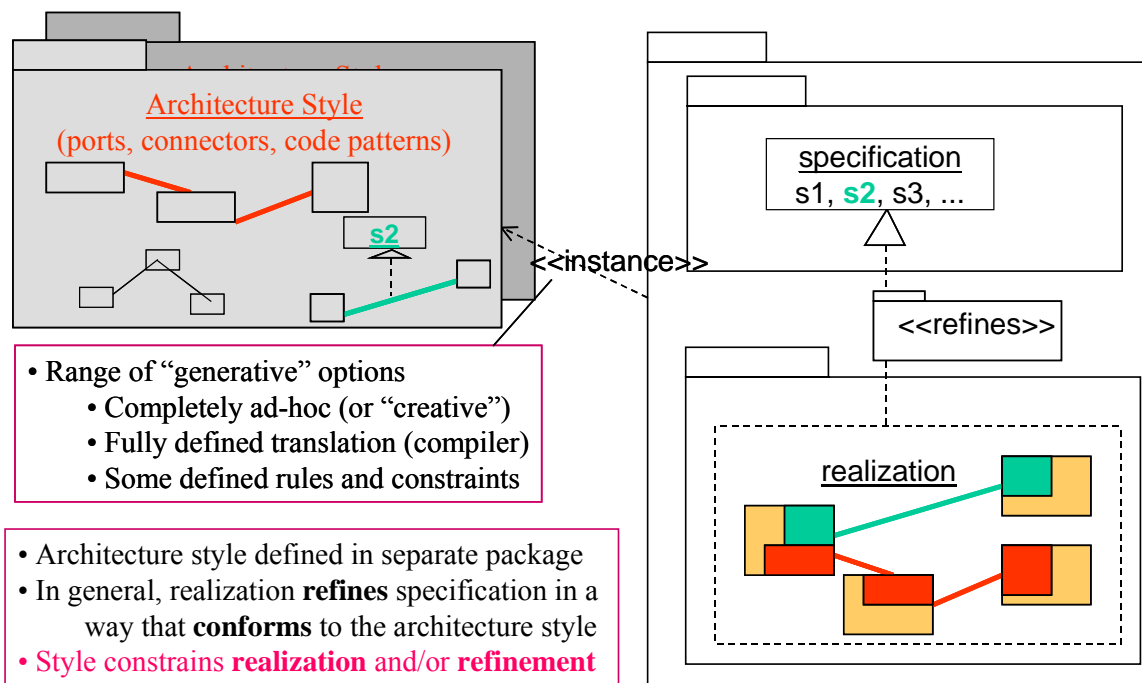 Architecture Style
(ports, connectors, code patterns)
s2
<<instance>>
specification
s1, s2, s3, ...
<<refines>>
realization
• Range of “generative” options
• Completely ad-hoc (or “creative”)
• Fully defined translation (compiler)
• Some defined rules and constraints
• Architecture style defined in separate package
• In general, realization refines specification in a
way that conforms to the architecture style
• Style constrains realization and/or refinement